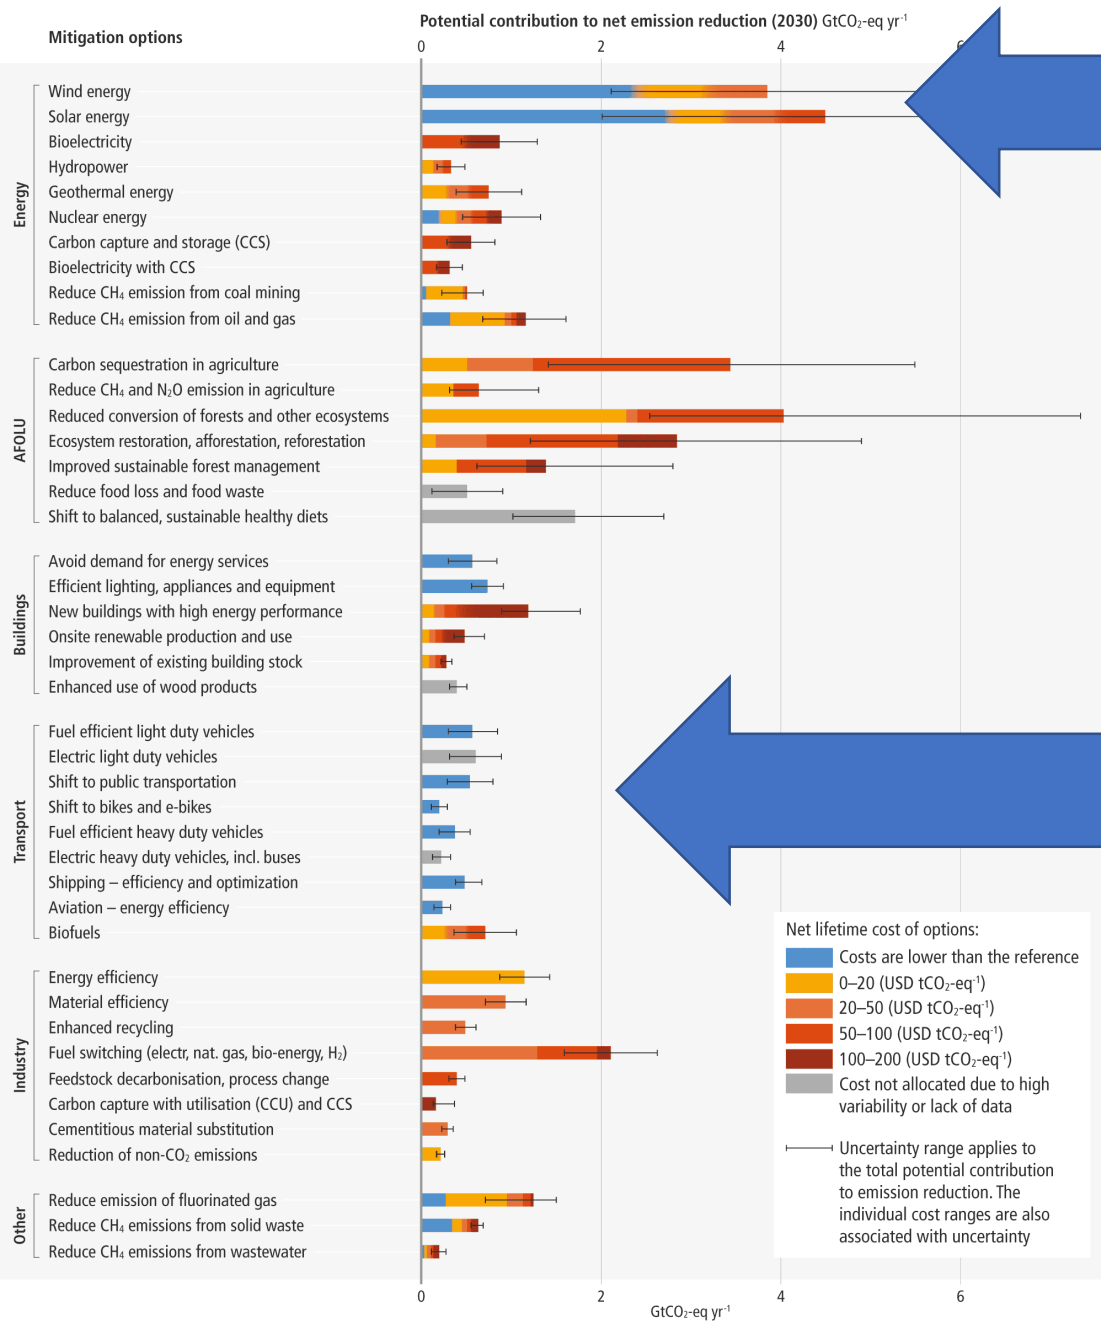 Potential contribution to net emission reduction (2030) GtCO₂-eq yr⁻¹
Mitigation options
0 2 4 6
Energy
Wind energy
Solar energy
Bioelectricity
Hydropower
Geothermal energy
Nuclear energy
Carbon capture and storage (CCS)
Bioelectricity with CCS
Reduce CH₄ emission from coal mining
Reduce CH₄ emission from oil and gas
AFOLU
Carbon sequestration in agriculture
Reduce CH₄ and N₂O emission in agriculture
Reduced conversion of forests and other ecosystems
Ecosystem restoration, afforestation, reforestation
Improved sustainable forest management
Reduce food loss and food waste
Shift to balanced, sustainable healthy diets
Buildings
Avoid demand for energy services
Efficient lighting, appliances and equipment
New buildings with high energy performance
Onsite renewable production and use
Improvement of existing building stock
Enhanced use of wood products
Transport
Fuel efficient light duty vehicles
Electric light duty vehicles
Shift to public transportation
Shift to bikes and e-bikes
Fuel efficient heavy duty vehicles
Electric heavy duty vehicles, incl. buses
Shipping – efficiency and optimization
Aviation – energy efficiency
Biofuels
Industry
Energy efficiency
Material efficiency
Enhanced recycling
Fuel switching (electr, nat. gas, bio-energy, H₂)
Feedstock decarbonisation, process change
Carbon capture with utilisation (CCU) and CCS
Cementitious material substitution
Reduction of non-CO₂ emissions
Other
Reduce emission of fluorinated gas
Reduce CH₄ emissions from solid waste
Reduce CH₄ emissions from wastewater
0 2 4 6
GtCO₂-eq yr⁻¹
Net lifetime cost of options:
Costs are lower than the reference
0–20 (USD tCO₂-eq⁻¹)
20–50 (USD tCO₂-eq⁻¹)
50–100 (USD tCO₂-eq⁻¹)
100–200 (USD tCO₂-eq⁻¹)
Cost not allocated due to high
variability or lack of data
Uncertainty range applies to
the total potential contribution
to emission reduction. The
individual cost ranges are also
associated with uncertainty